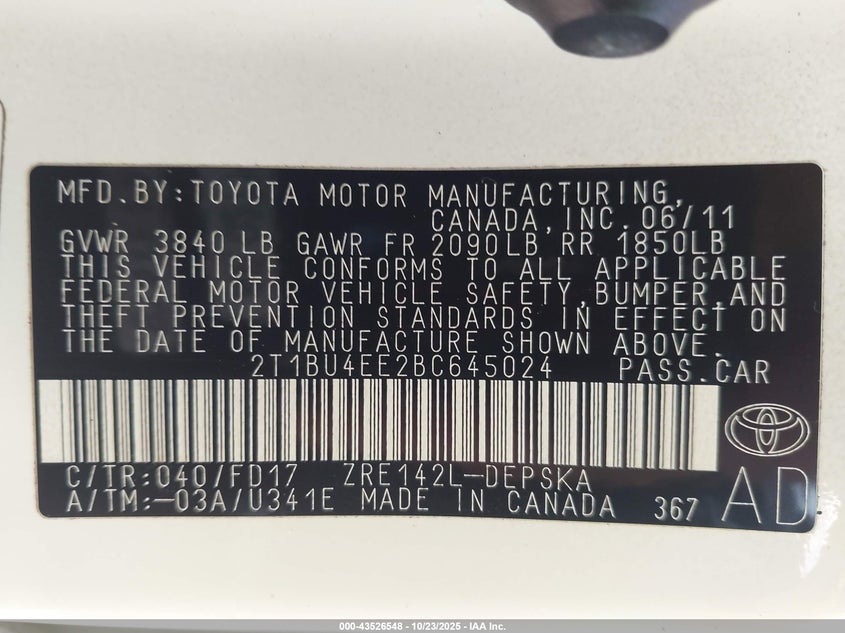 MFD.BY:TOYOTA MOTOR MANUFACTURING,
CANADA,INC. 06/11
GVWR 3840 LB GAWR FR 2090LB RR 1850LB
THIS VEHICLE CONFORMS TO ALL APPLICABLE
FEDERAL MOTOR VEHICLE SAFETY,BUMPER,AND
THEFT PREVENTION STANDARDS IN EFFECT ON
THE DATE OF MANUFACTURE SHOWN ABOVE.
2T1BU4EE2BC645024 PASS.CAR
C/TR:040/FD17 ZRE142L-DEPSKA
A/TM:-03A/U341E MADE IN CANADA 367 AD
000-43526548 - 10/23/2025 - IAA Inc.